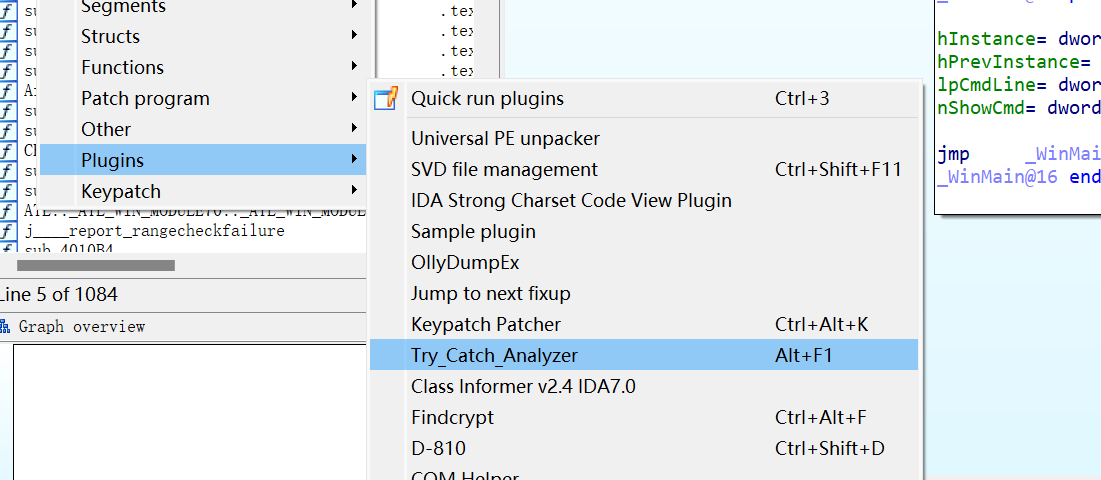 Segments
Structs
Functions
Patch program
Other
Plugins
Keypatch
.tex
.tex
.tex
.tex
su
su
su
su
su
su
su
su
ATL::_ATL_WIN_MODULE70::_ATL_WIN_MODULE
j____report_rangecheckfailure
sub_4010B4
Line 5 of 1084
Graph overview
Quick run plugins Ctrl+3
Universal PE unpacker
SVD file management Ctrl+Shift+F11
IDA Strong Charset Code View Plugin
Sample plugin
OllyDumpEx
Jump to next fixup
Keypatch Patcher Ctrl+Alt+K
Try_Catch_Analyzer Alt+F1
Class Informer v2.4 IDA7.0
Findcrypt Ctrl+Alt+F
D-810 Ctrl+Shift+D
COM Helper
hInstance= dword
hPrevInstance=
lpCmdLine= dword
nShowCmd= dword
jmp _WinMai
_WinMain@16 end